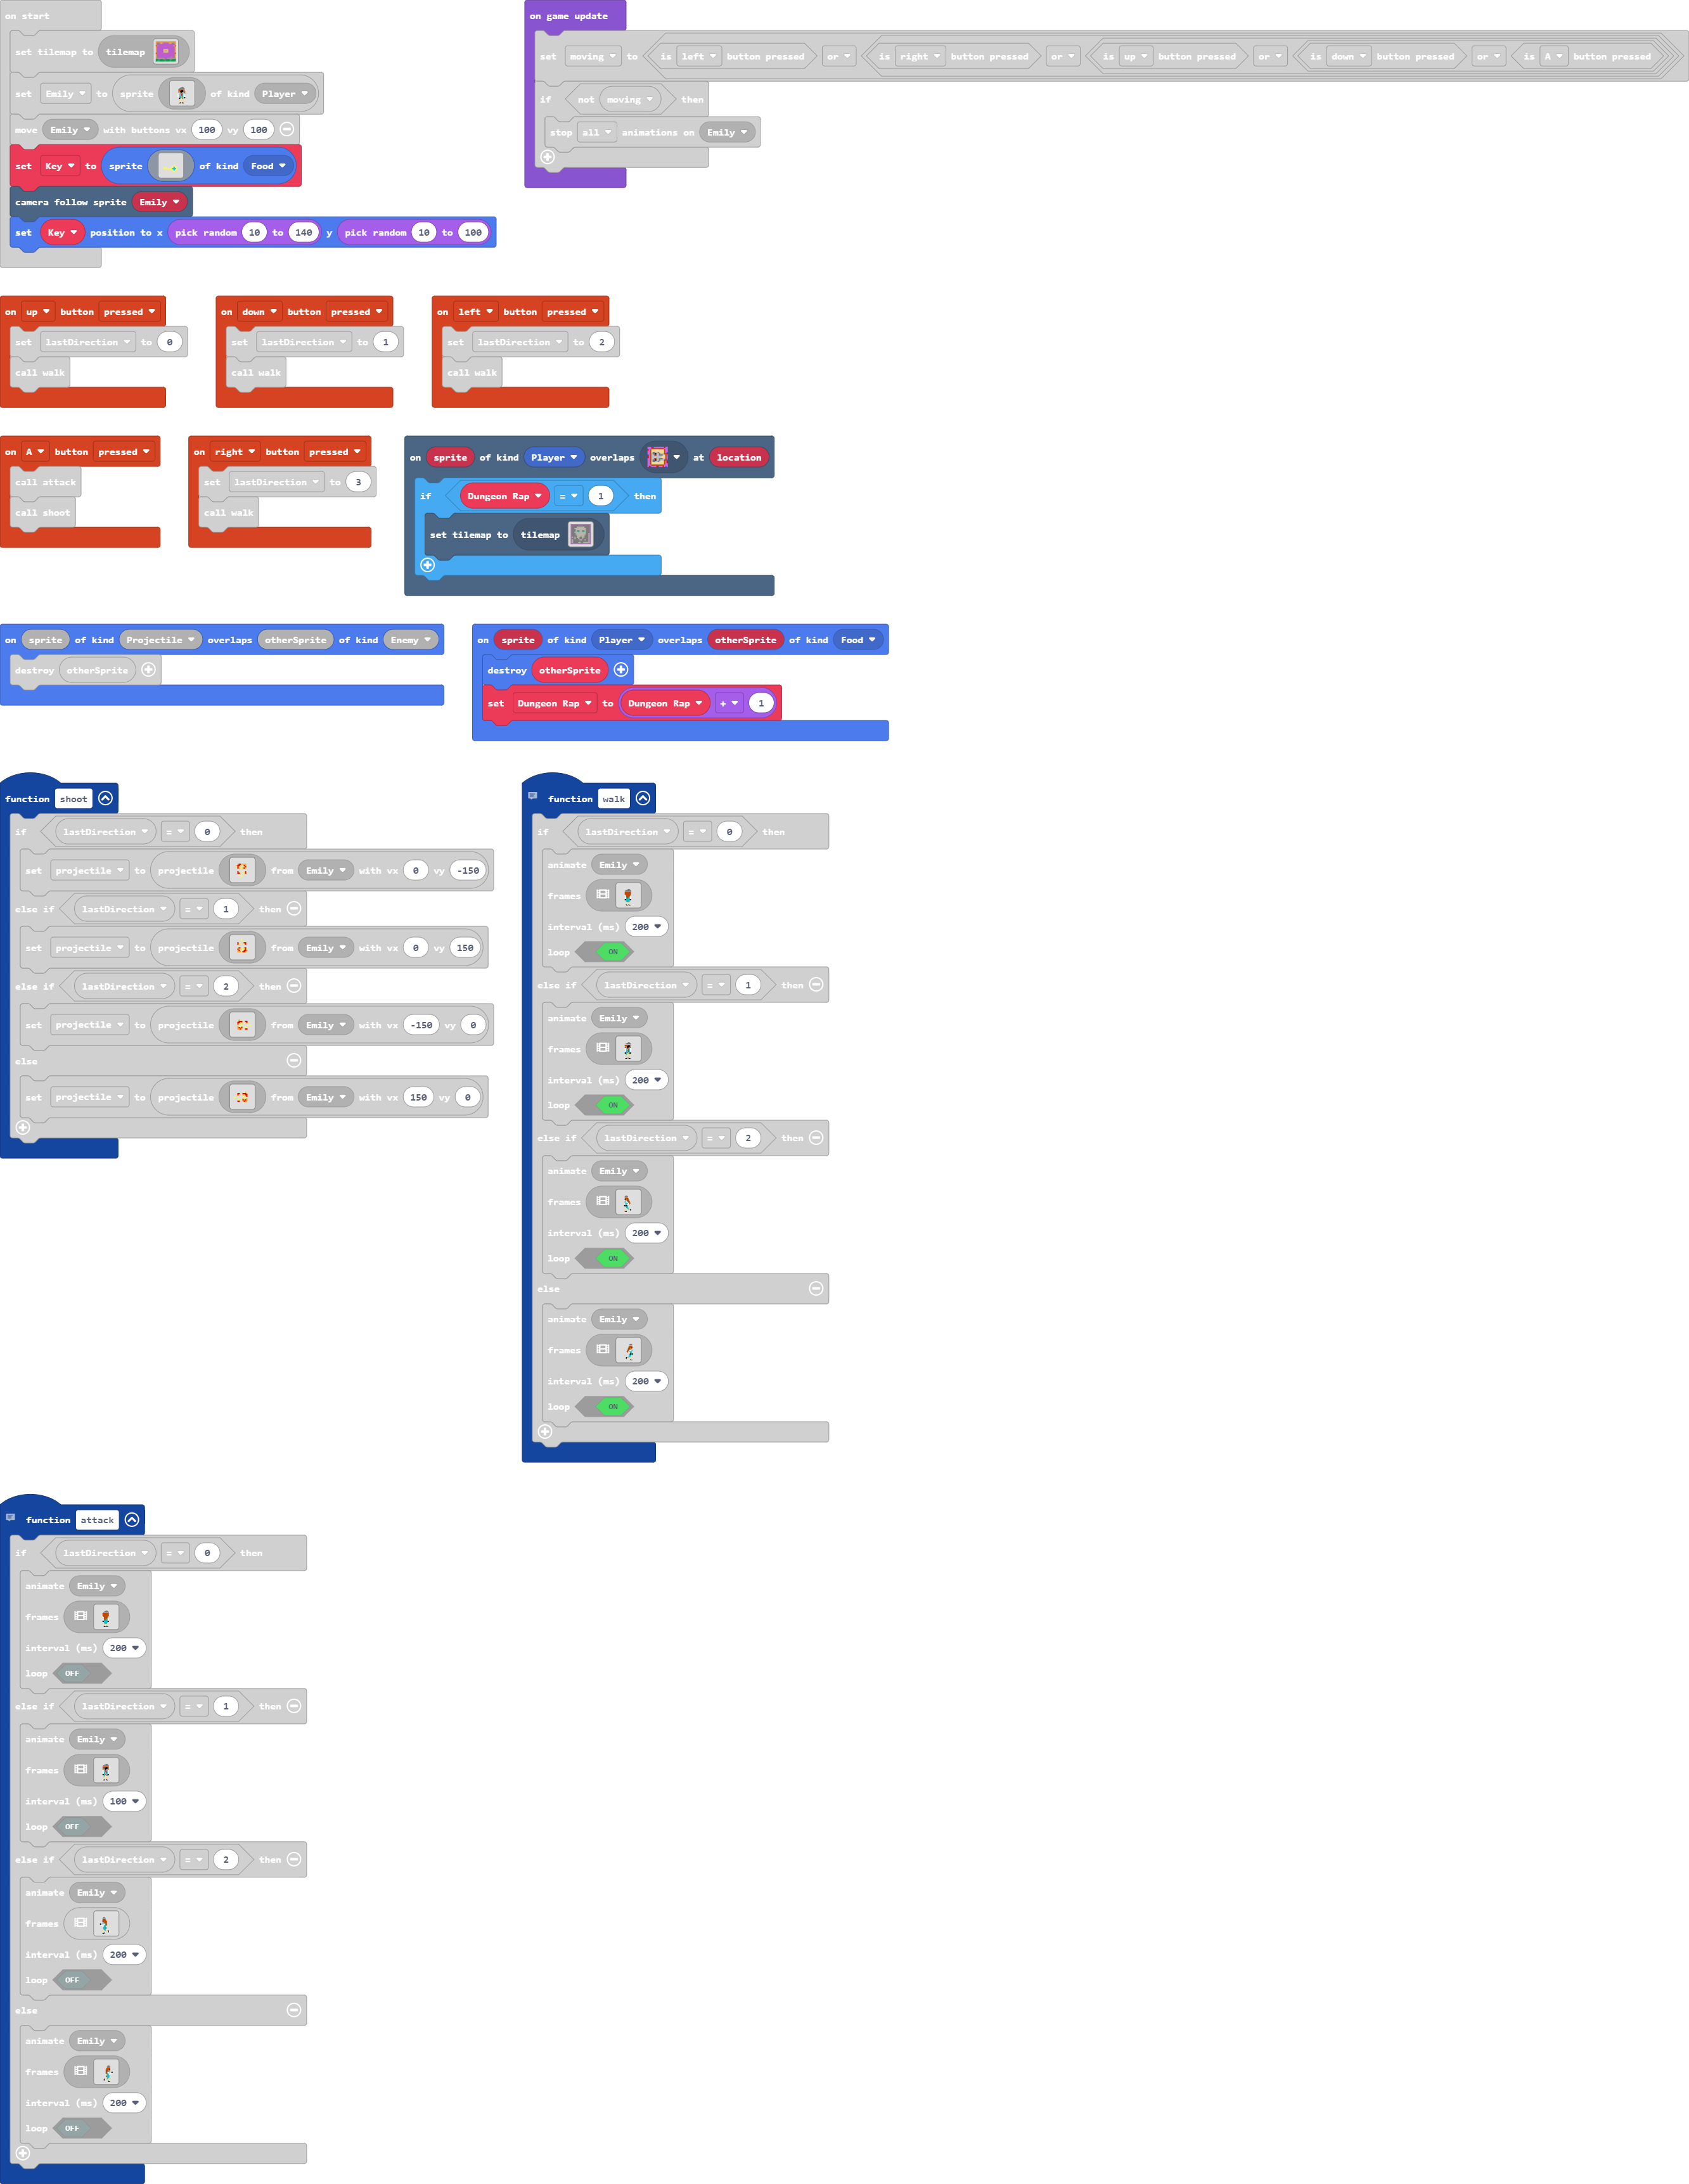 on start
set tilemap to tilemap
set Emily to sprite of kind Player
move Emily with buttons vx 100 vy 100
set Key to sprite of kind Food
camera follow sprite Emily
set Key position to x pick random 10 to 140 y pick random 10 to 100
on game update
set moving to is left button pressed or is right button pressed or is up button pressed or is down button pressed or is A button pressed
if not moving then
stop all animations on Emily
on up button pressed
set lastDirection to 0
call walk
on down button pressed
set lastDirection to 1
call walk
on left button pressed
set lastDirection to 2
call walk
on A button pressed
call attack
call shoot
on right button pressed
set lastDirection to 3
call walk
on sprite of kind Player overlaps at location
if Dungeon Rap = 1 then
set tilemap to tilemap
on sprite of kind Projectile overlaps otherSprite of kind Enemy
destroy otherSprite
on sprite of kind Player overlaps otherSprite of kind Food
destroy otherSprite
set Dungeon Rap to Dungeon Rap + 1
function shoot
if lastDirection = 0 then
set projectile to projectile from Emily with vx 0 vy -150
else if lastDirection = 1 then
set projectile to projectile from Emily with vx 0 vy 150
else if lastDirection = 2 then
set projectile to projectile from Emily with vx -150 vy 0
else
set projectile to projectile from Emily with vx 150 vy 0
function walk
if lastDirection = 0 then
animate Emily
frames
interval (ms) 200
loop ON
else if lastDirection = 1 then
animate Emily
frames
interval (ms) 200
loop ON
else if lastDirection = 2 then
animate Emily
frames
interval (ms) 200
loop ON
else
animate Emily
frames
interval (ms) 200
loop ON
function attack
if lastDirection = 0 then
animate Emily
frames
interval (ms) 200
loop OFF
else if lastDirection = 1 then
animate Emily
frames
interval (ms) 100
loop OFF
else if lastDirection = 2 then
animate Emily
frames
interval (ms) 200
loop OFF
else
animate Emily
frames
interval (ms) 200
loop OFF